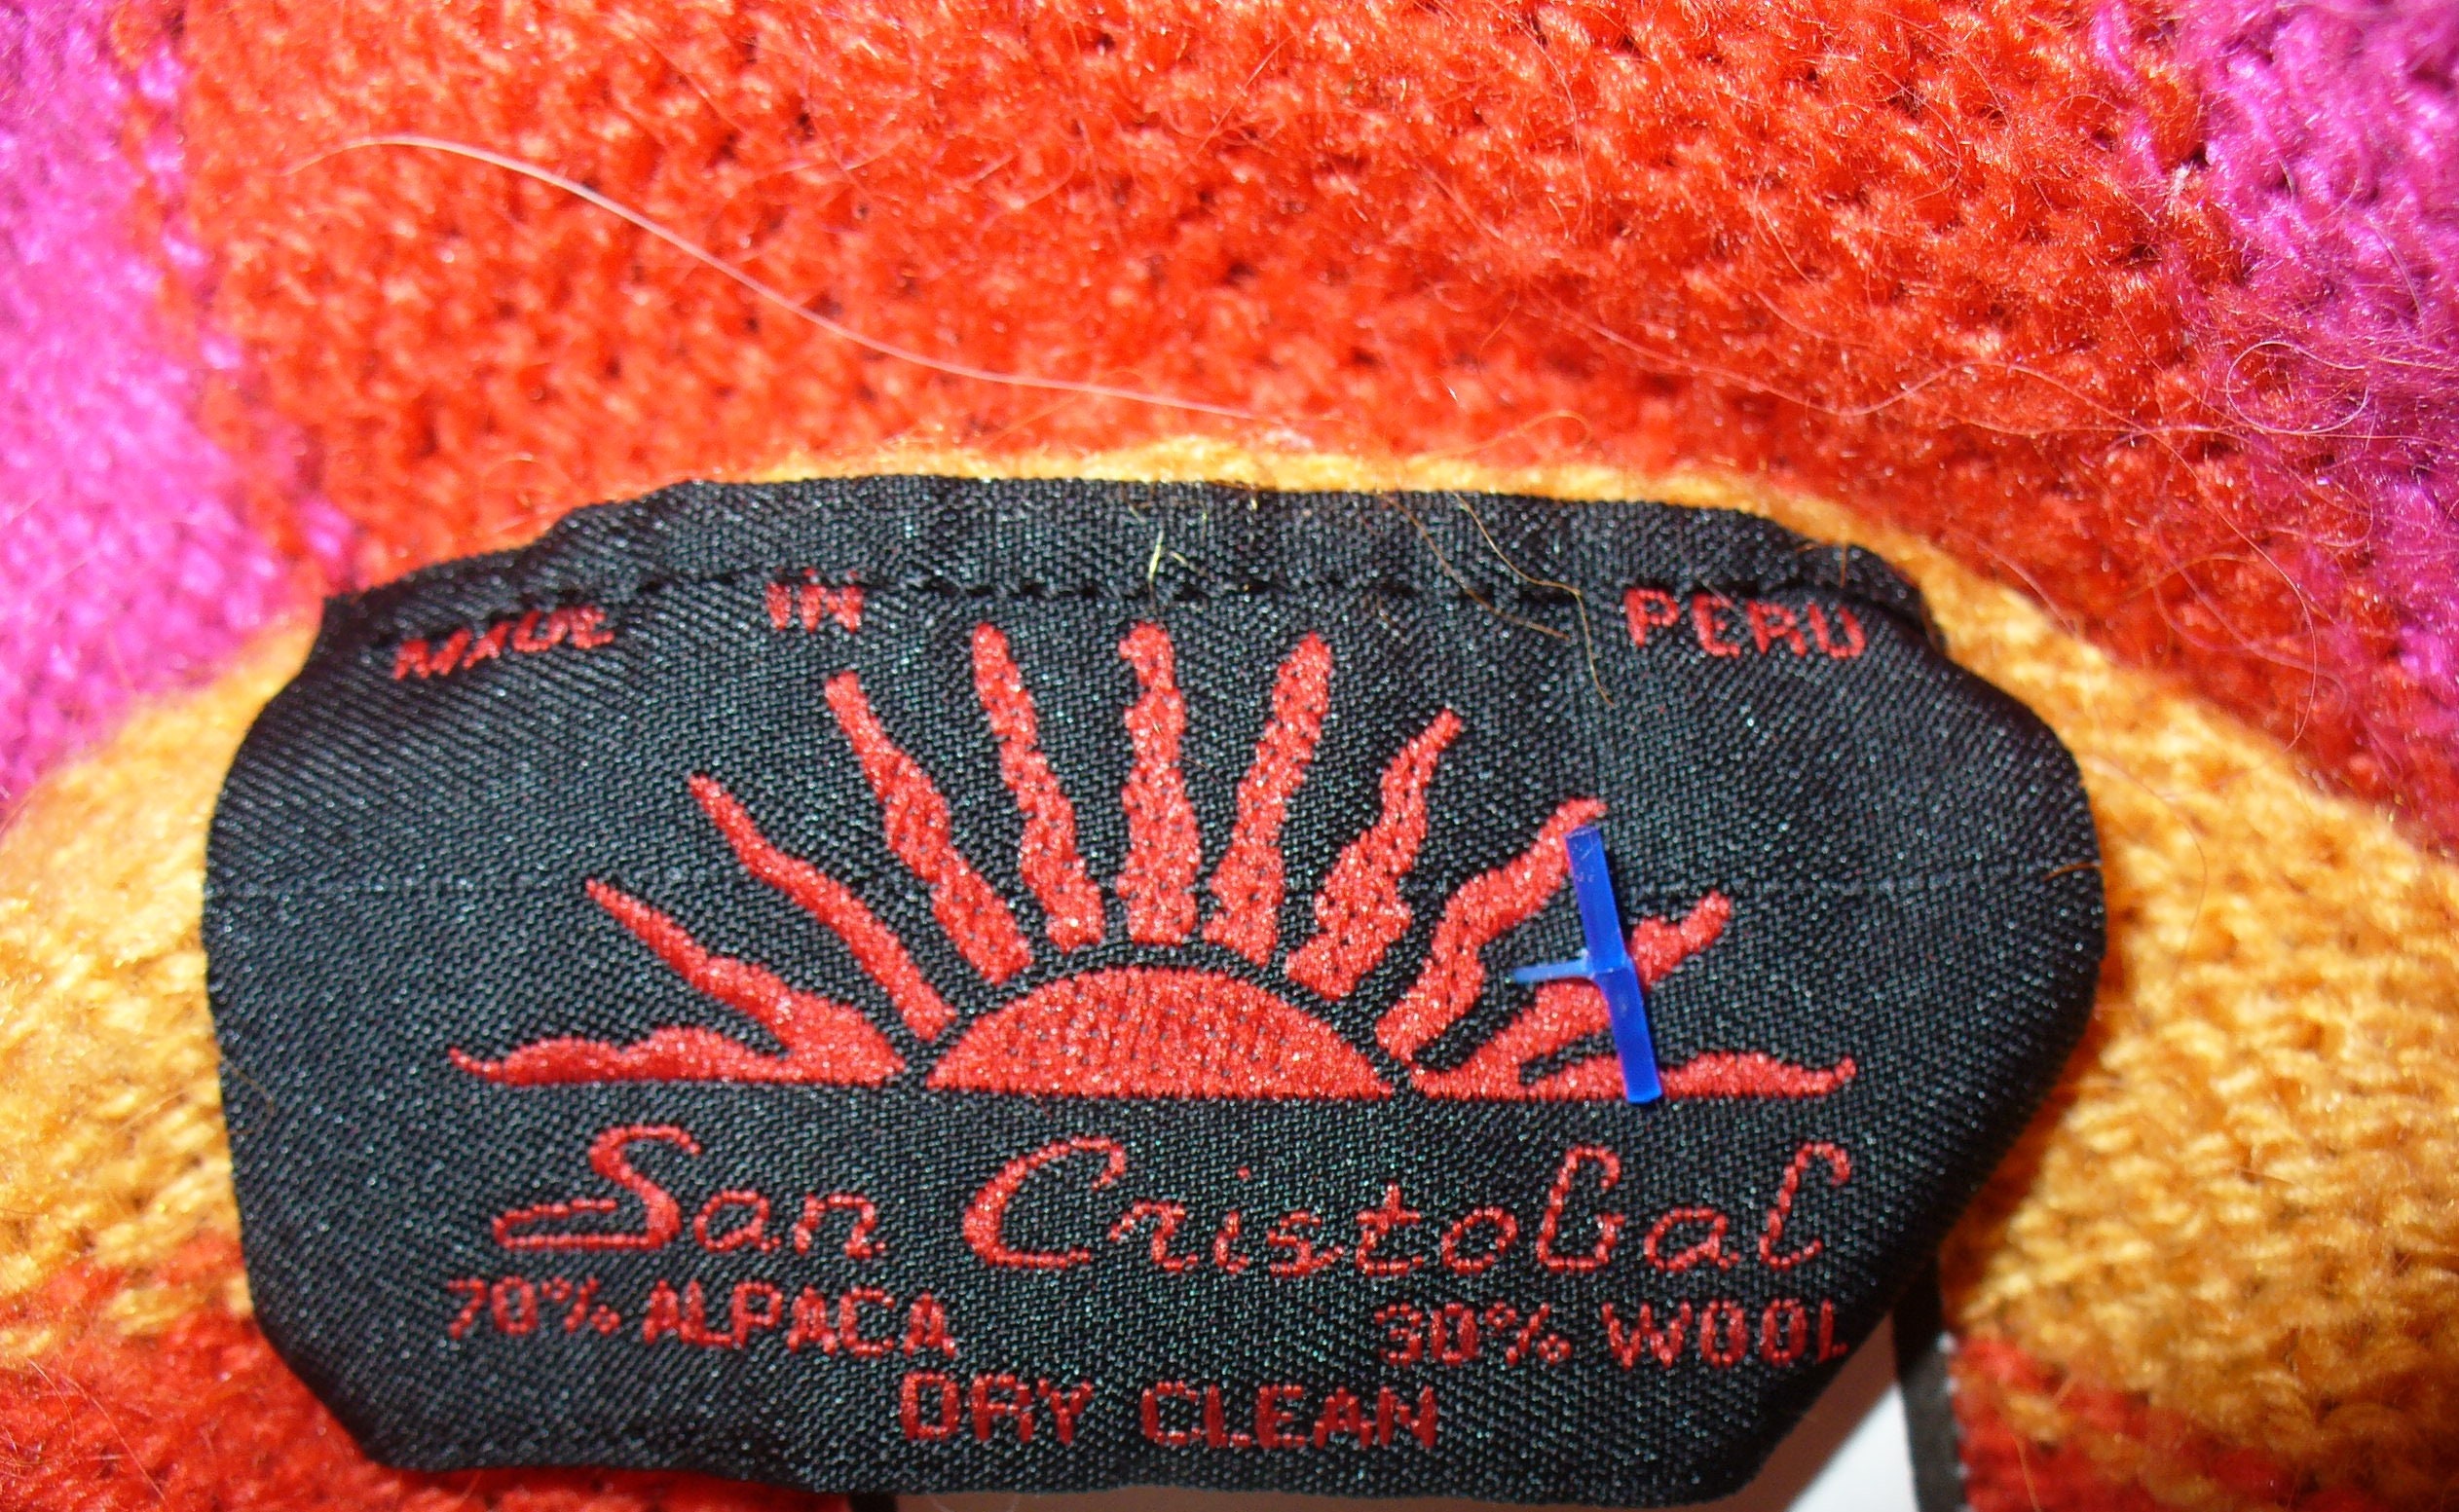 MADE IN PERU
San Cristobal
70% ALPACA 30% WOOL
DRY CLEAN